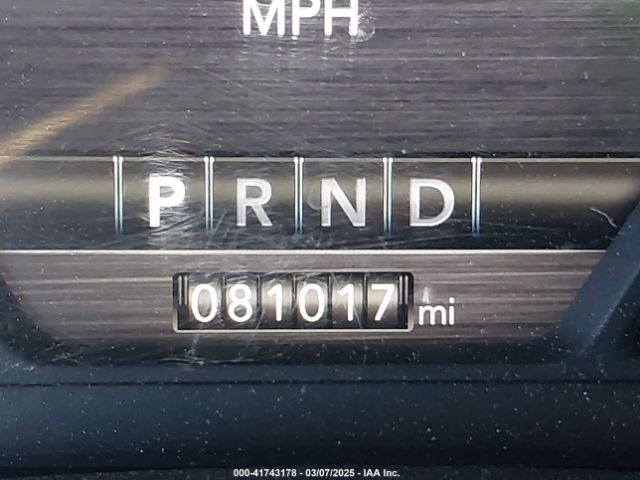 MPH
P R N D
081017 mi
000-41743178 - 03/07/2025 - IAA Inc.